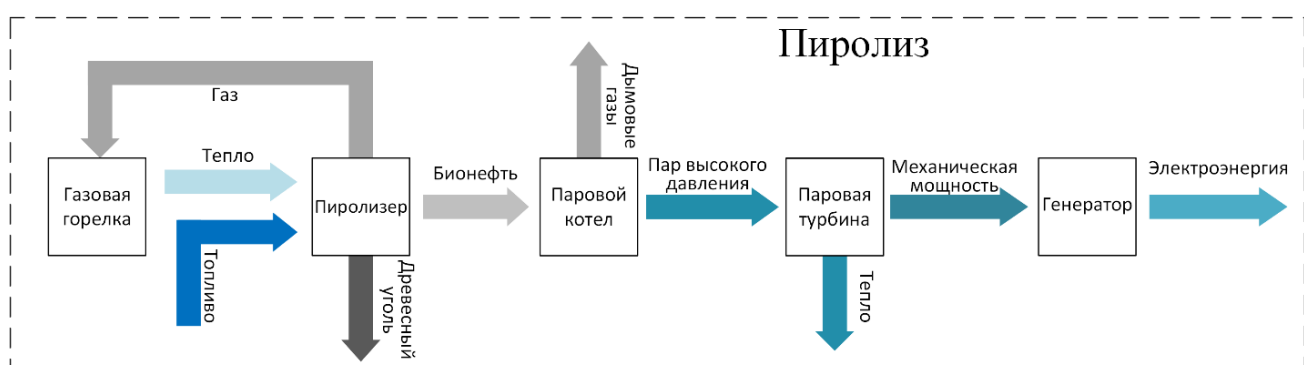 Пиролиз
Газ
Дымовые
газы
Тепло
Бионефть
Пар высокого
давления
Механическая
мощность
Электроэнергия
Газовая
горелка
Пиролизер
Паровой
котел
Паровая
турбина
Генератор
Топливо
Древесный
уголь
Тепло